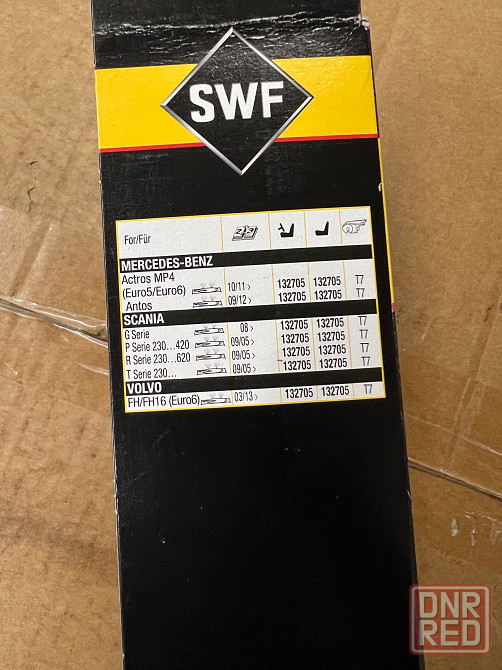 SWF
For/Für
MERCEDES-BENZ
Actros MP4
(Euro5/Euro6) 10/11> 132705 132705 T7
Antos 09/12> 132705 132705 T7
SCANIA
G Serie 08> 132705 132705 T7
P Serie 230...420 09/05> 132705 132705 T7
R Serie 230...620 09/05> 132705 132705 T7
T Serie 230... 09/05> 132705 132705 T7
VOLVO
FH/FH16 (Euro6) 03/13> 132705 132705 T7
DNR
RED